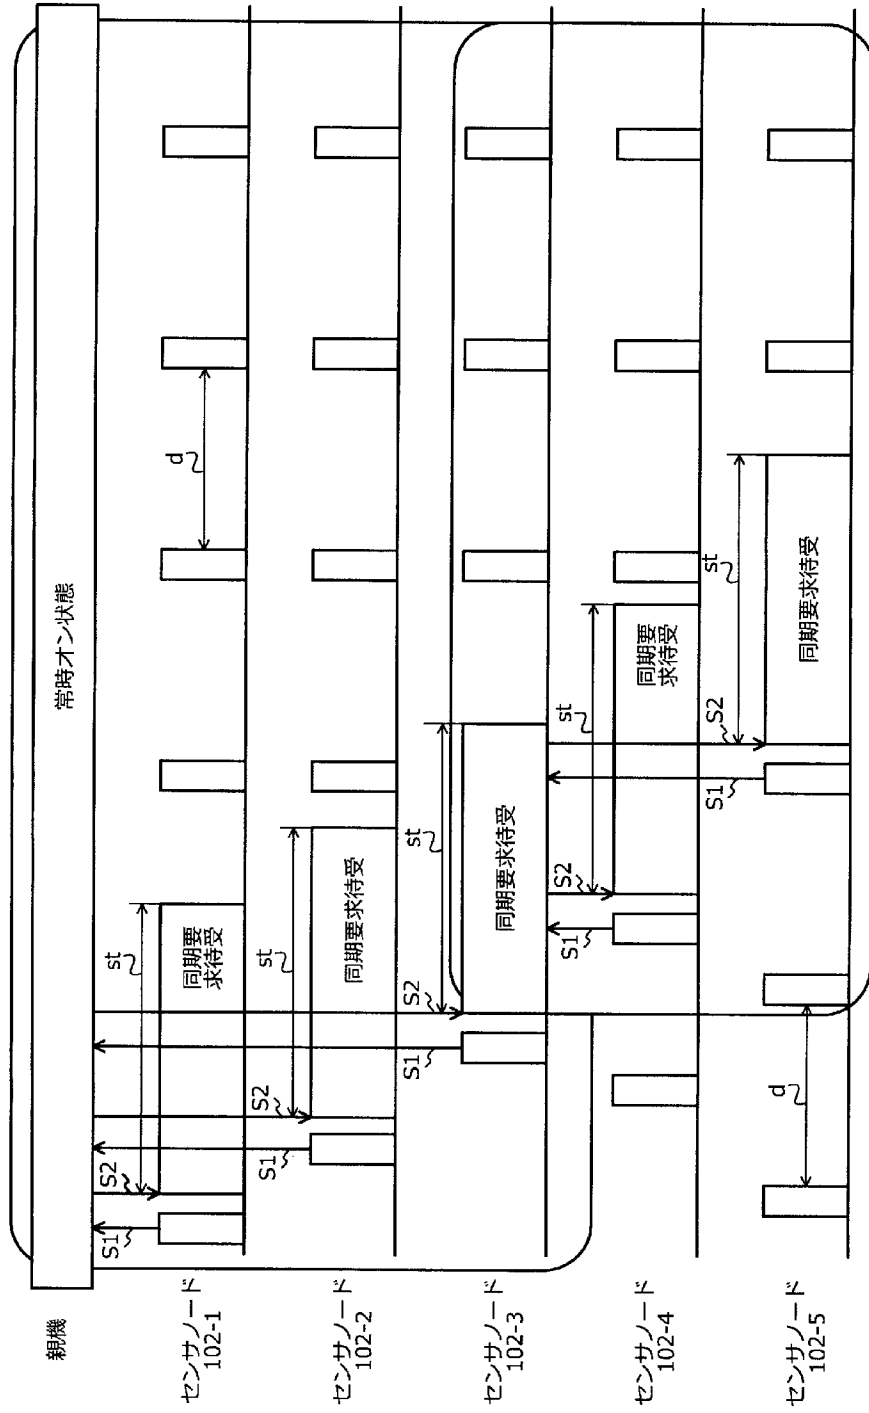 親機
常時オン状態
センサノード
102-1
S1
S2
st
同期要
求待受
d
センサノード
102-2
S1
S2
st
同期要求待受
センサノード
102-3
S1
S2
st
同期要求待受
センサノード
102-4
S1
S2
st
同期要
求待受
センサノード
102-5
d
S1
S2
st
同期要求待受